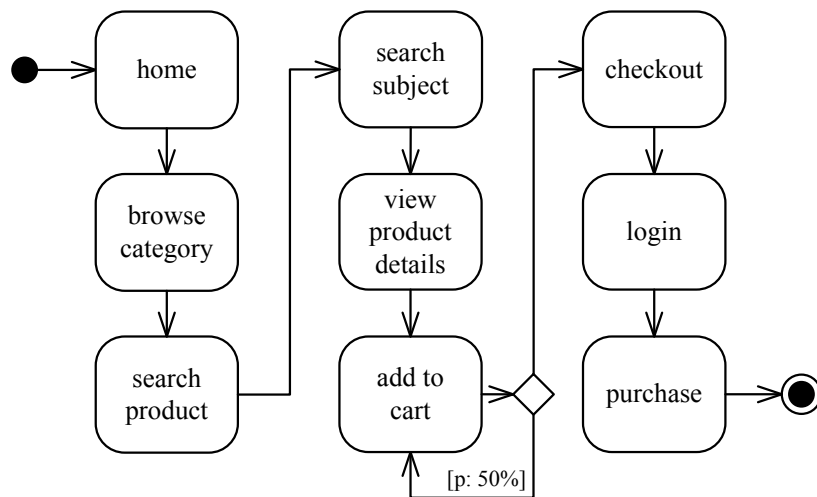 home
browse
category
search
product
search
subject
view
product
details
add to
cart
[p: 50%]
checkout
login
purchase